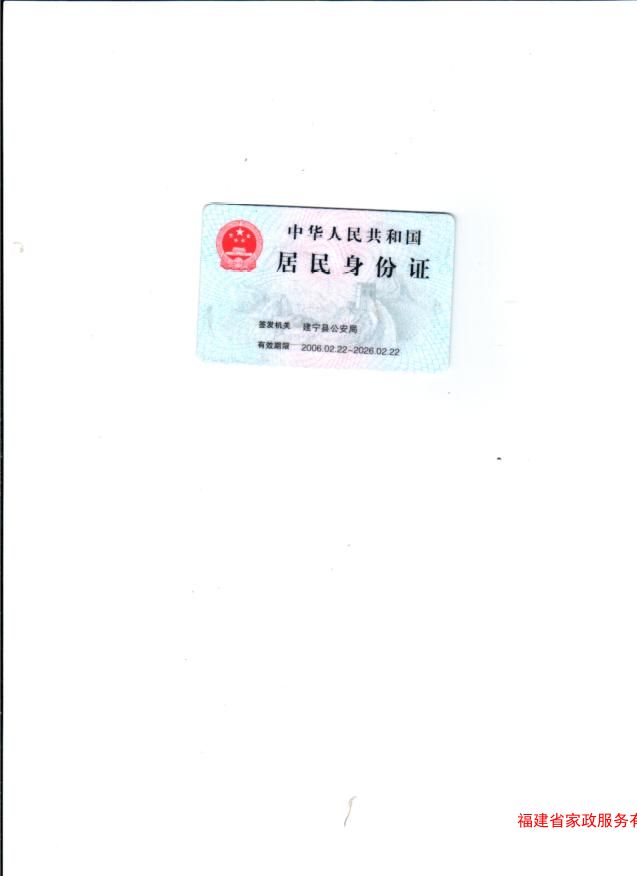 中华人民共和国
居民身份证
签发机关 建宁县公安局
有效期限 2006.02.22-2026.02.22
福建省家政服务有